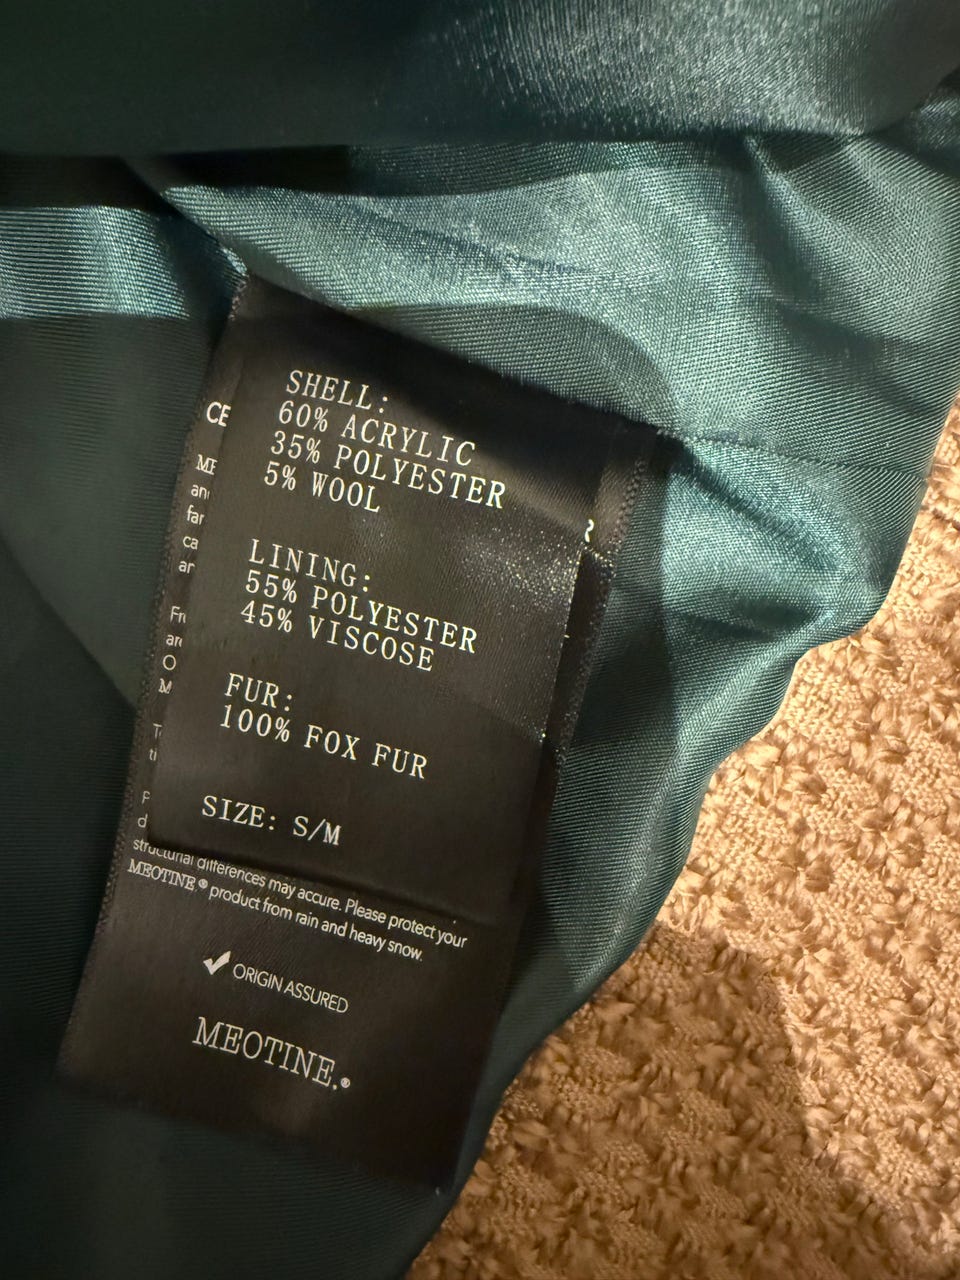 SHELL:
60% ACRYLIC
35% POLYESTER
5% WOOL
LINING:
55% POLYESTER
45% VISCOSE
FUR:
100% FOX FUR
SIZE: S/M
structural differences may accure. Please protect your
MEOTINE.® product from rain and heavy snow.
ORIGIN ASSURED
MEOTINE.®